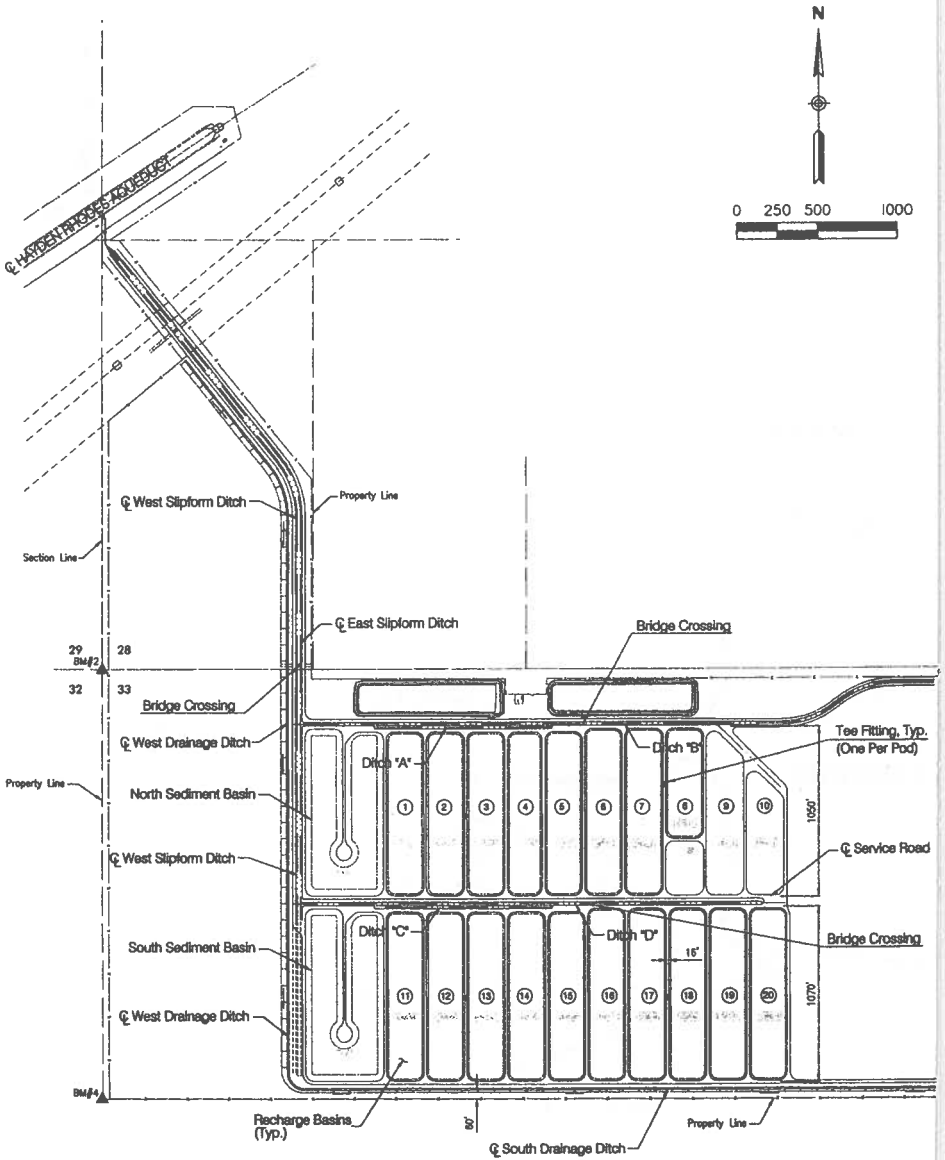 N
0 250 500 1000
℄ HAYDEN RHODES AQUEDUCT
℄ West Slipform Ditch
Property Line
Section Line
℄ East Slipform Ditch
Bridge Crossing
29 28
BM#2
32 33
Bridge Crossing
℄ West Drainage Ditch
Ditch "A"
Ditch "B"
Tee Fitting, Typ.
(One Per Pod)
Property Line
North Sediment Basin
1 2 3 4 5 6 7 8 9 10
1050'
℄ West Slipform Ditch
℄ Service Road
Ditch "C"
Ditch "D"
Bridge Crossing
South Sediment Basin
15'
11 12 13 14 15 16 17 18 19 20
1070'
℄ West Drainage Ditch
BM#4
Recharge Basins
(Typ.)
80'
Property Line
℄ South Drainage Ditch